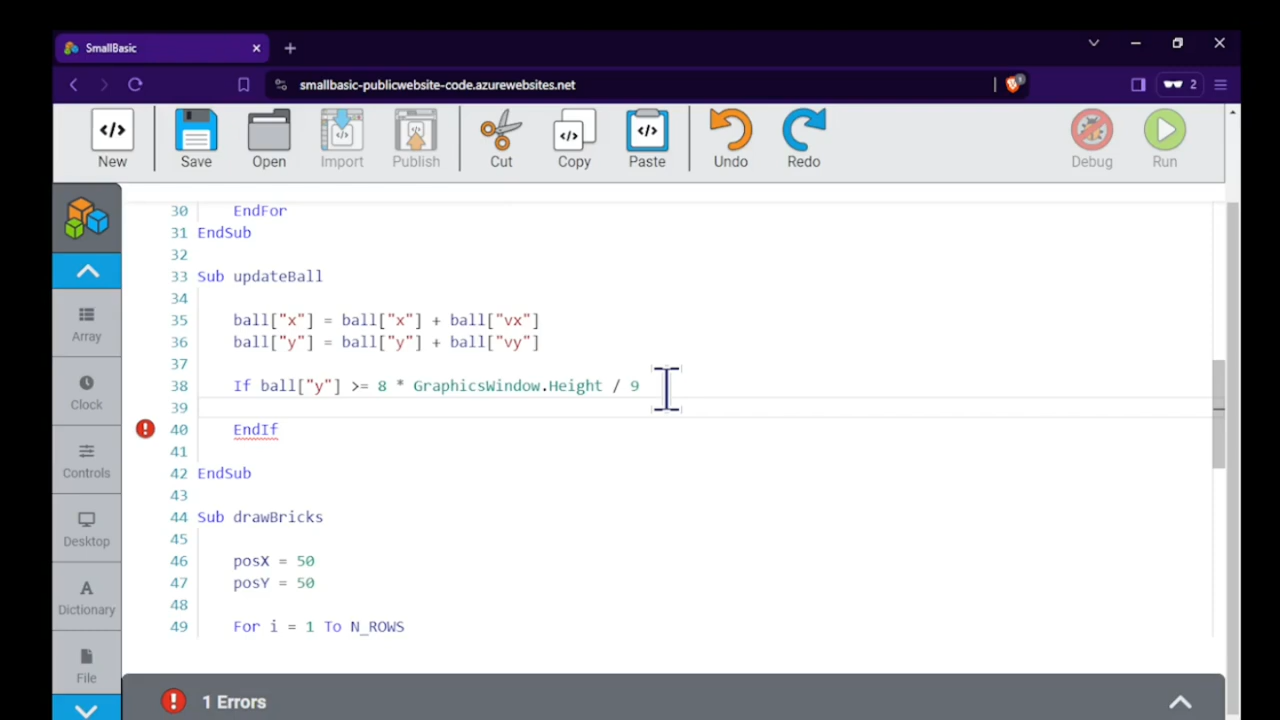 SmallBasic
smallbasic-publicwebsite-code.azurewebsites.net
2
New
Save
Open
Import
Publish
Cut
Copy
Paste
Undo
Redo
Debug
Run
Array
Clock
Controls
Desktop
Dictionary
File
30 EndFor
31 EndSub
32
33 Sub updateBall
34
35 ball["x"] = ball["x"] + ball["vx"]
36 ball["y"] = ball["y"] + ball["vy"]
37
38 If ball["y"] >= 8 * GraphicsWindow.Height / 9
39
40 EndIf
41
42 EndSub
43
44 Sub drawBricks
45
46 posX = 50
47 posY = 50
48
49 For i = 1 To N_ROWS
1 Errors